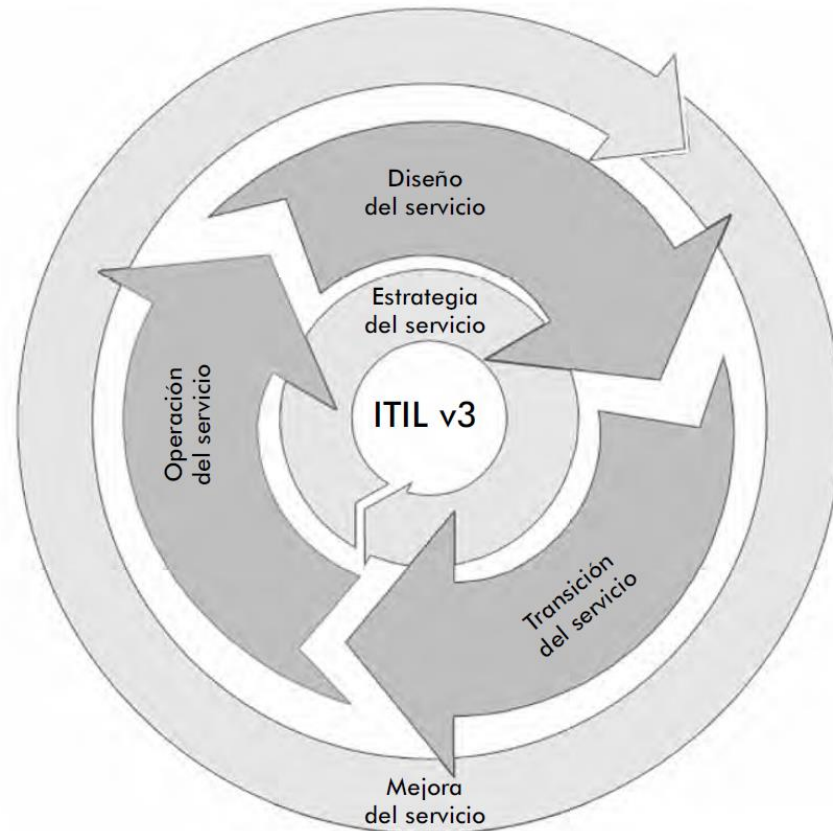 Diseño
del servicio
Estrategia
del servicio
ITIL v3
Operación
del servicio
Transición
del servicio
Mejora
del servicio